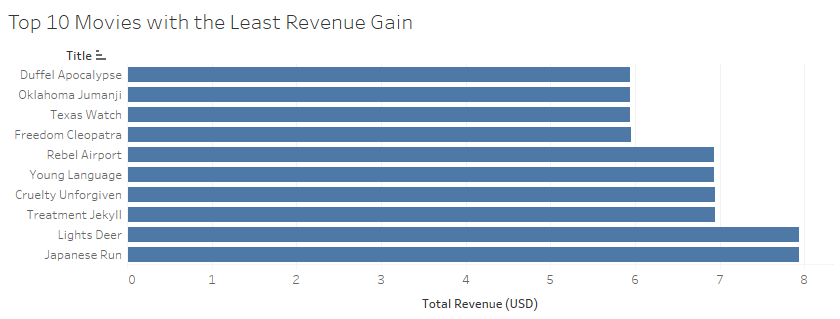 Top 10 Movies with the Least Revenue Gain
Title
Duffel Apocalypse
Oklahoma Jumanji
Texas Watch
Freedom Cleopatra
Rebel Airport
Young Language
Cruelty Unforgiven
Treatment Jekyll
Lights Deer
Japanese Run
0 1 2 3 4 5 6 7 8
Total Revenue (USD)